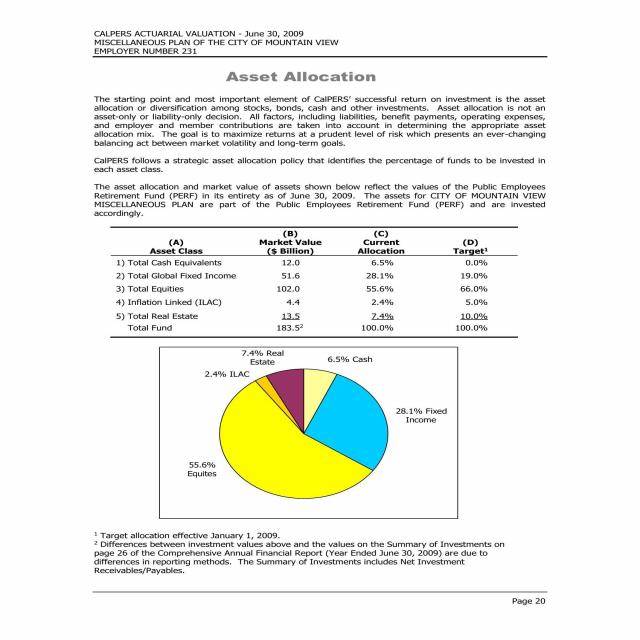 CALPERS ACTUARIAL VALUATION - June 30, 2009
MISCELLANEOUS PLAN OF THE CITY OF MOUNTAIN VIEW
EMPLOYER NUMBER 231
Asset Allocation
The starting point and most important element of CalPERS' successful return on investment is the asset
allocation or diversification among stocks, bonds, cash and other investments. Asset allocation is not an
asset-only or liability-only decision. All factors, including liabilities, benefit payments, operating expenses,
and employer and member contributions are taken into account in determining the appropriate asset
allocation mix. The goal is to maximize returns at a prudent level of risk which presents an ever-changing
balancing act between market volatility and long-term goals.
CalPERS follows a strategic asset allocation policy that identifies the percentage of funds to be invested in
each asset class.
The asset allocation and market value of assets shown below reflect the values of the Public Employees
Retirement Fund (PERF) in its entirety as of June 30, 2009. The assets for CITY OF MOUNTAIN VIEW
MISCELLANEOUS PLAN are part of the Public Employees Retirement Fund (PERF) and are invested
accordingly.
(B) (C)
(A) Market Value Current (D)
Asset Class ($ Billion) Allocation Target¹
1) Total Cash Equivalents 12.0 6.5% 0.0%
2) Total Global Fixed Income 51.6 28.1% 19.0%
3) Total Equities 102.0 55.6% 66.0%
4) Inflation Linked (ILAC) 4.4 2.4% 5.0%
5) Total Real Estate 13.5 7.4% 10.0%
Total Fund 183.5² 100.0% 100.0%
7.4% Real
Estate
6.5% Cash
2.4% ILAC
28.1% Fixed
Income
55.6%
Equites
¹ Target allocation effective January 1, 2009.
² Differences between investment values above and the values on the Summary of Investments on
page 26 of the Comprehensive Annual Financial Report (Year Ended June 30, 2009) are due to
differences in reporting methods. The Summary of Investments includes Net Investment
Receivables/Payables.
Page 20